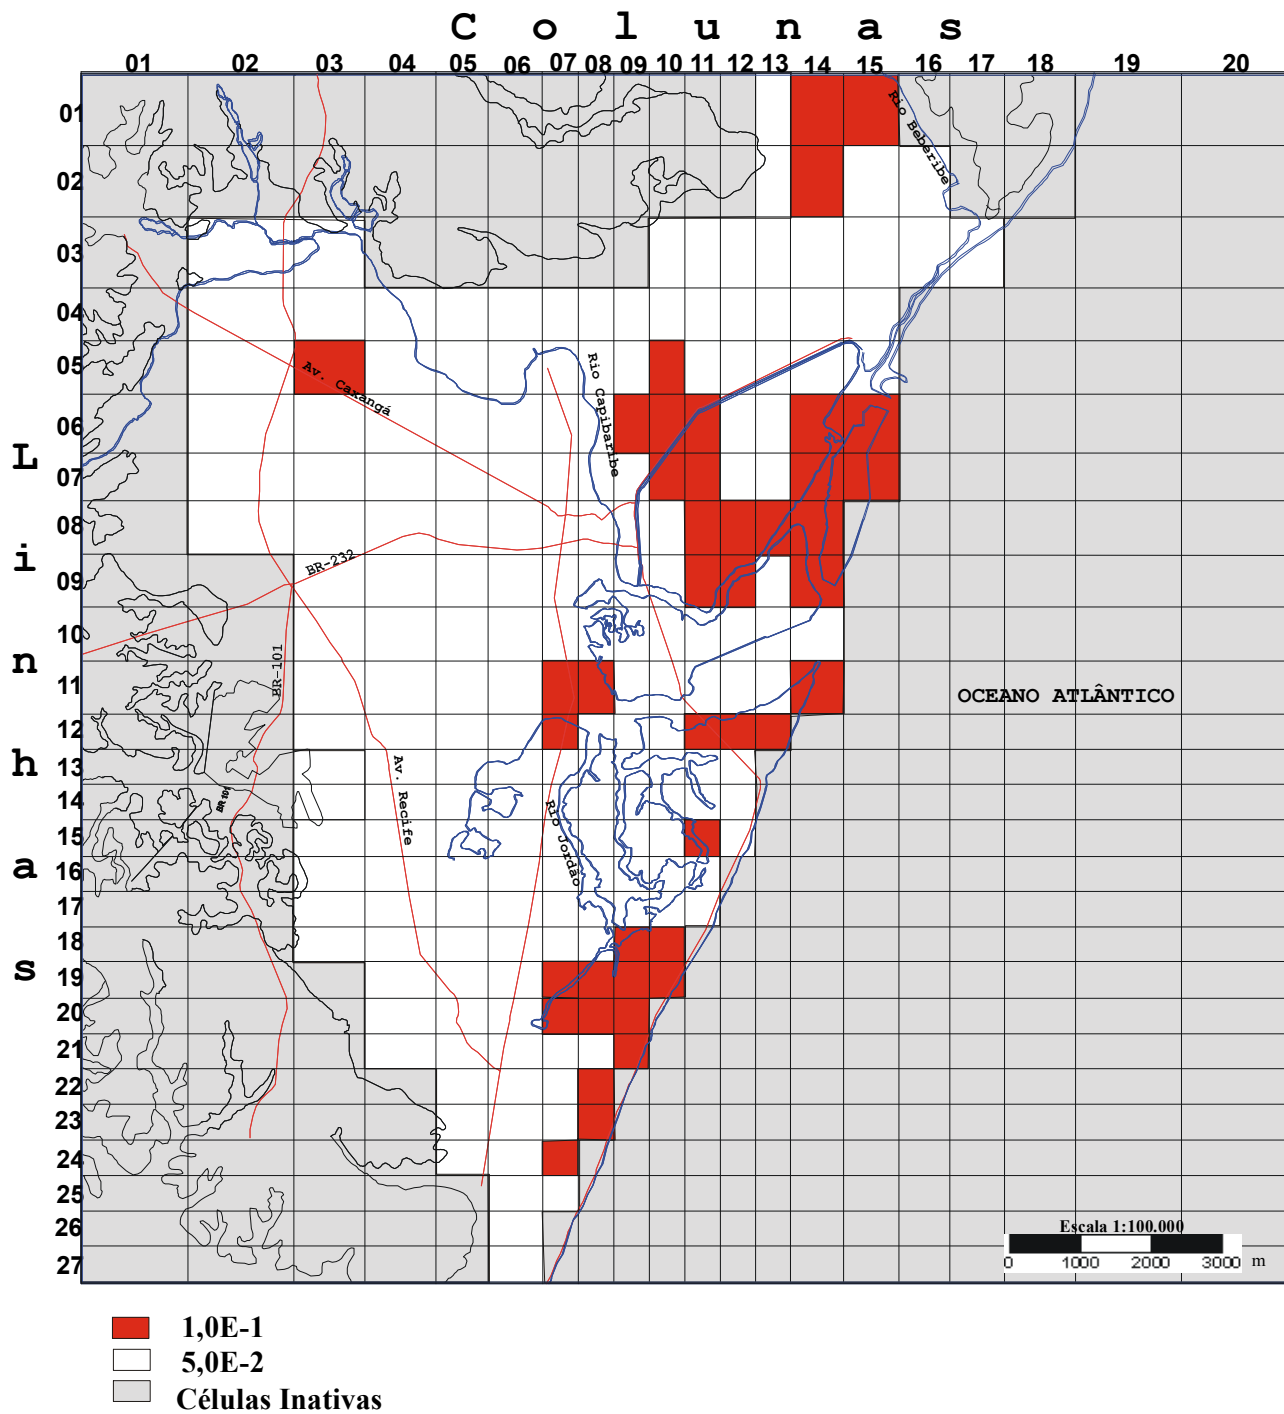 Colunas
01 02 03 04 05 06 07 08 09 10 11 12 13 14 15 16 17 18 19 20
Linhas
01
02
03
04
05
06
07
08
09
10
11
12
13
14
15
16
17
18
19
20
21
22
23
24
25
26
27
Rio Beberibe
Av. Caxangá
Rio Capibaribe
BR-232
BR-101
OCEANO ATLÂNTICO
Av. Recife
BR 101
Rio Jordão
Escala 1:100.000
0 1000 2000 3000 m
1,0E-1
5,0E-2
Células Inativas